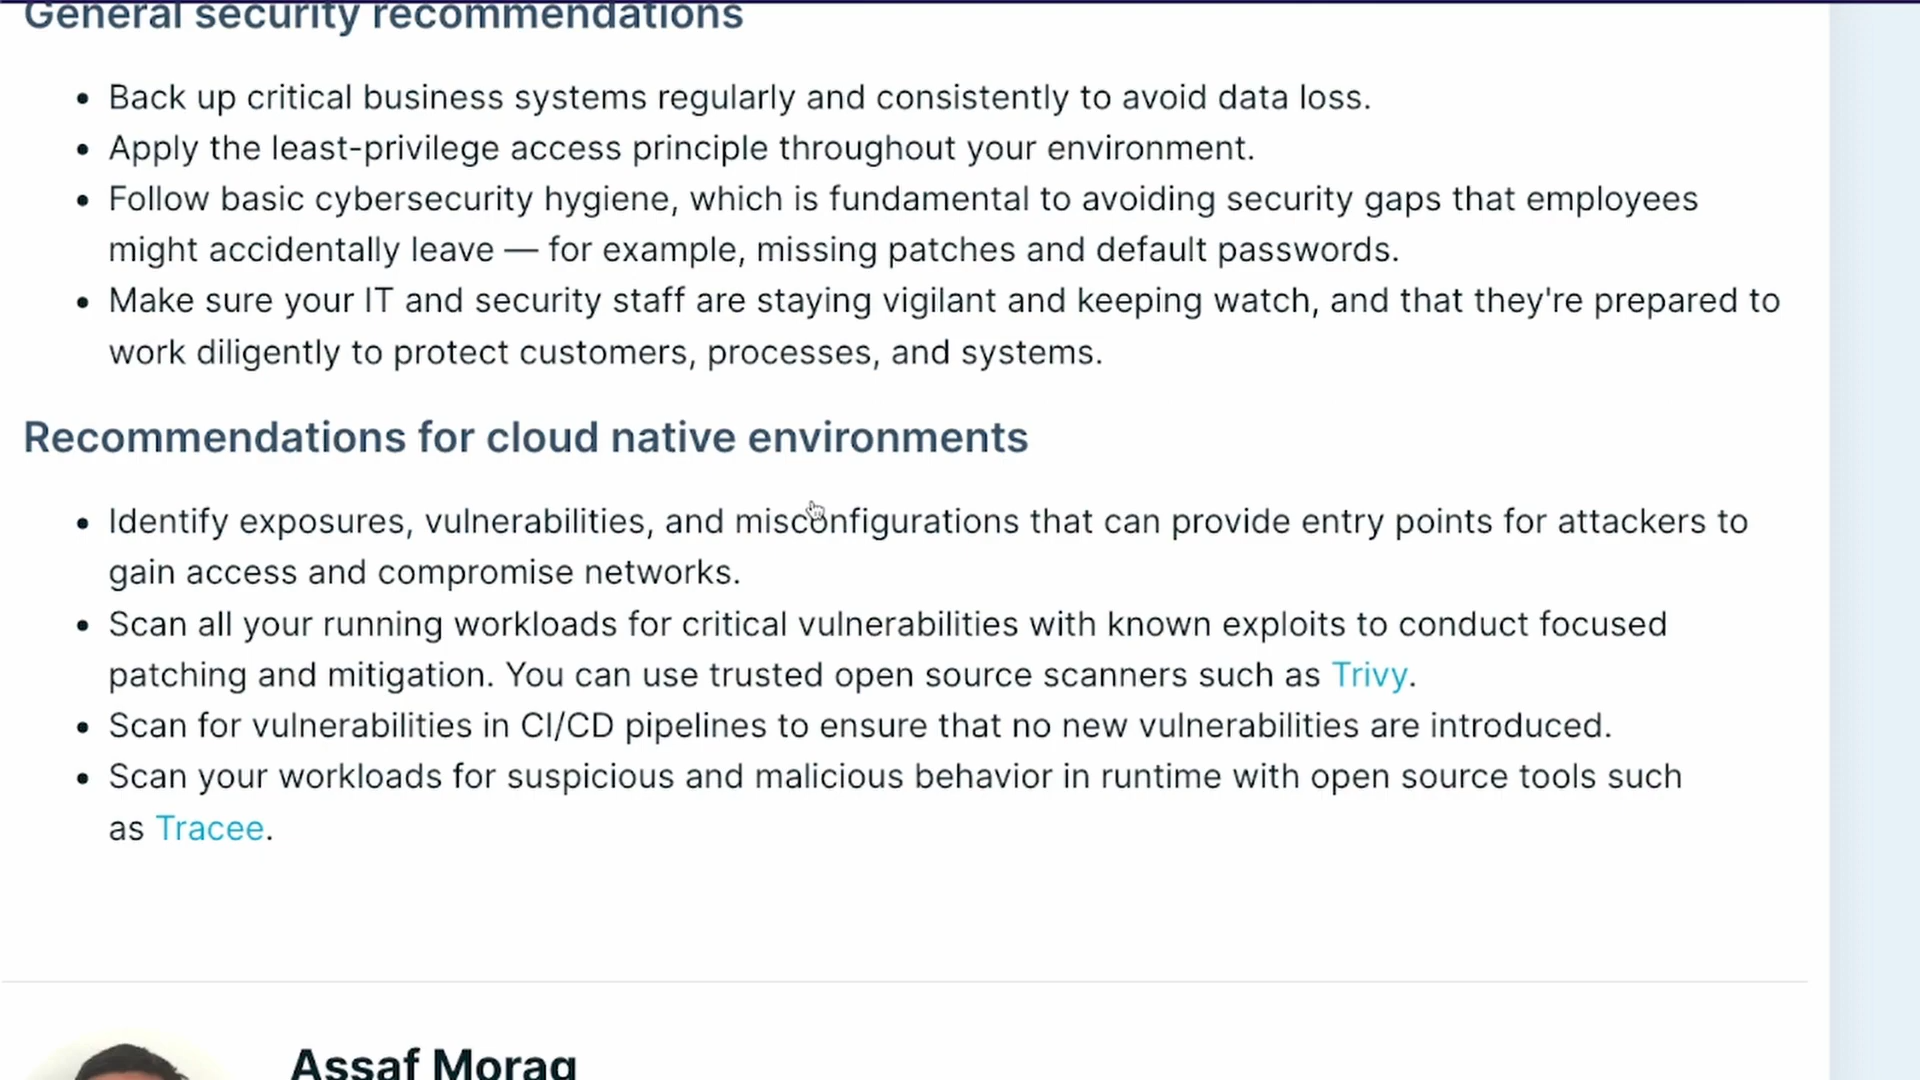 General security recommendations
• Back up critical business systems regularly and consistently to avoid data loss.
• Apply the least-privilege access principle throughout your environment.
• Follow basic cybersecurity hygiene, which is fundamental to avoiding security gaps that employees
might accidentally leave — for example, missing patches and default passwords.
• Make sure your IT and security staff are staying vigilant and keeping watch, and that they're prepared to
work diligently to protect customers, processes, and systems.
Recommendations for cloud native environments
• Identify exposures, vulnerabilities, and misconfigurations that can provide entry points for attackers to
gain access and compromise networks.
• Scan all your running workloads for critical vulnerabilities with known exploits to conduct focused
patching and mitigation. You can use trusted open source scanners such as Trivy.
• Scan for vulnerabilities in CI/CD pipelines to ensure that no new vulnerabilities are introduced.
• Scan your workloads for suspicious and malicious behavior in runtime with open source tools such
as Tracee.
Assaf Morag